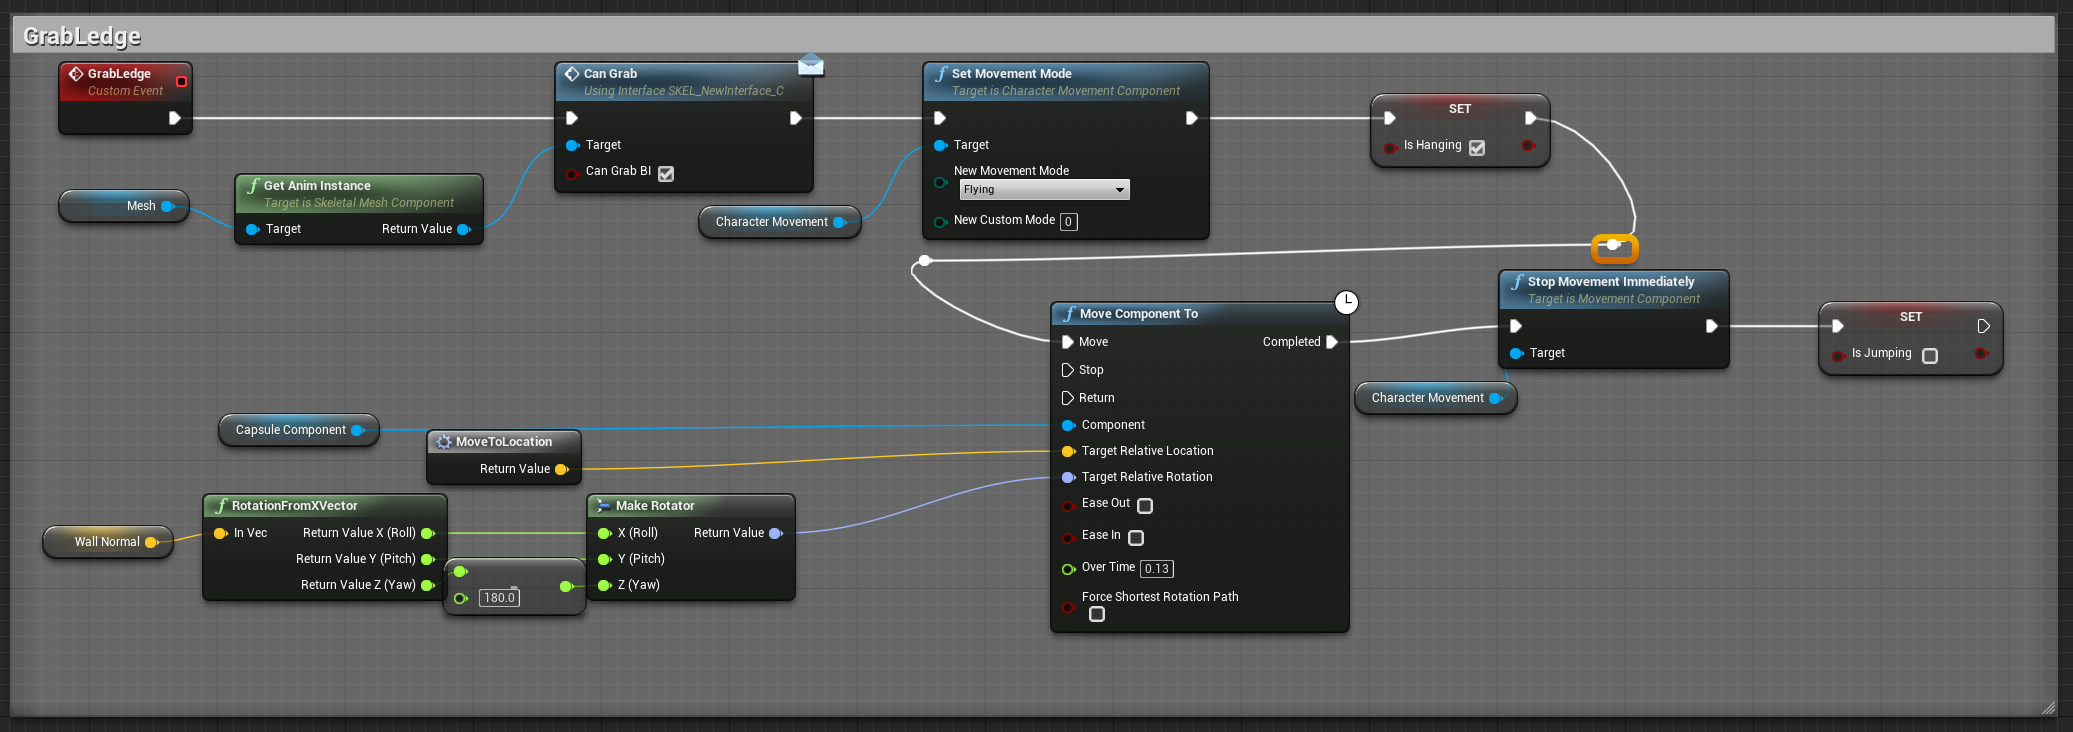 GrabLedge
GrabLedge
Custom Event
Can Grab
Using Interface SKEL_NewInterface_C
Target
Can Grab BI
Set Movement Mode
Target is Character Movement Component
Target
New Movement Mode
Flying
New Custom Mode 0
SET
Is Hanging
Mesh
Get Anim Instance
Target is Skeletal Mesh Component
Target Return Value
Character Movement
Move Component To
Move Completed
Stop
Return
Component
Target Relative Location
Target Relative Rotation
Ease Out
Ease In
Over Time 0.13
Force Shortest Rotation Path
Stop Movement Immediately
Target is Movement Component
Target
Character Movement
SET
Is Jumping
Capsule Component
MoveToLocation
Return Value
Wall Normal
RotationFromXVector
In Vec Return Value X (Roll)
Return Value Y (Pitch)
Return Value Z (Yaw)
180.0
Make Rotator
X (Roll) Return Value
Y (Pitch)
Z (Yaw)